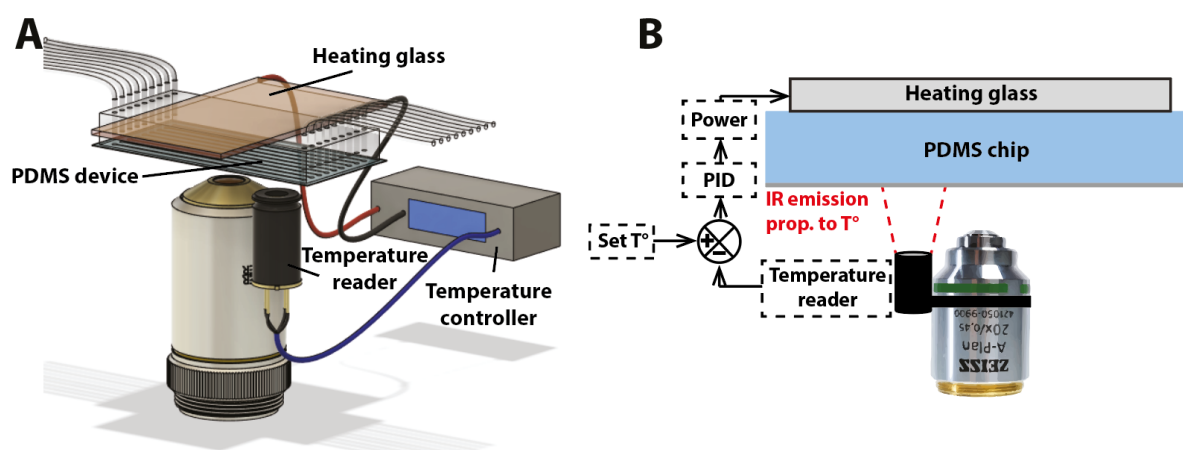 A
Heating glass
PDMS device
Temperature
reader
Temperature
controller
B
Heating glass
Power
PDMS chip
PID
IR emission
prop. to T°
Set T°
+
-
Temperature
reader
421050-9900
20x/0,45
A-Plan
ZEISS